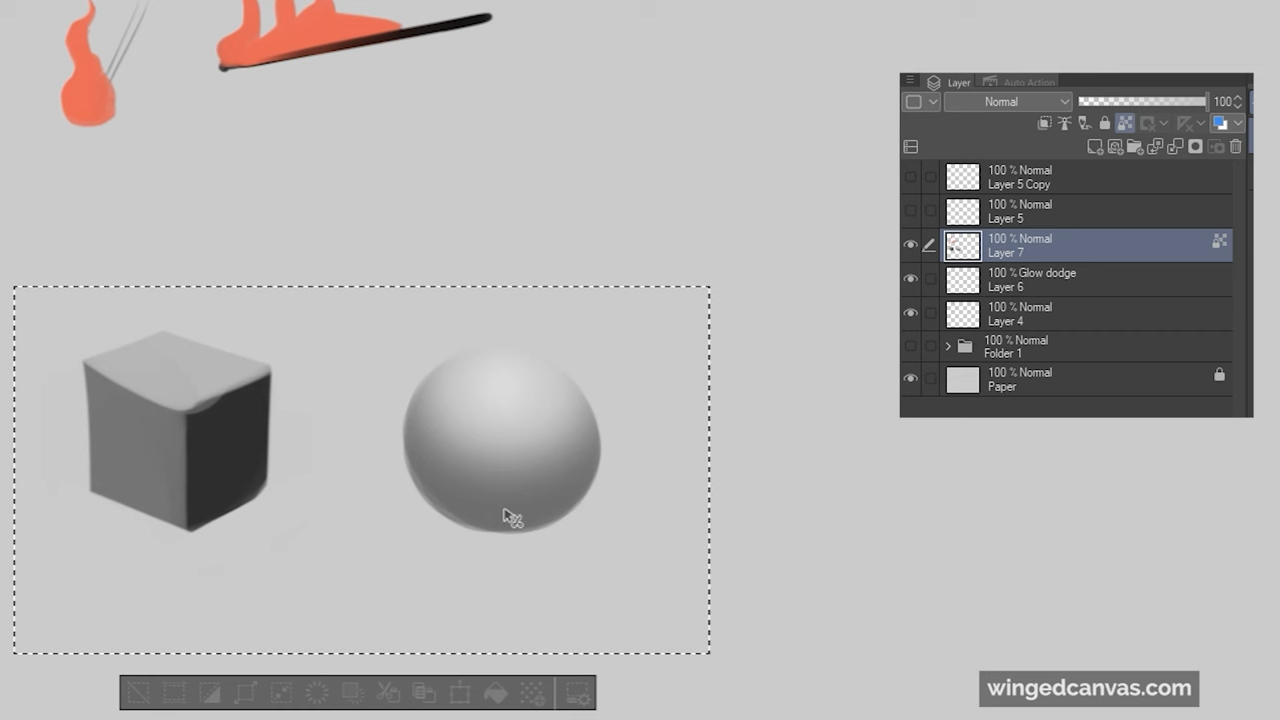 Layer Auto Action
Normal 100
100 % Normal
Layer 5 Copy
100 % Normal
Layer 5
100 % Normal
Layer 7
100 % Glow dodge
Layer 6
100 % Normal
Layer 4
100 % Normal
Folder 1
100 % Normal
Paper
wingedcanvas.com